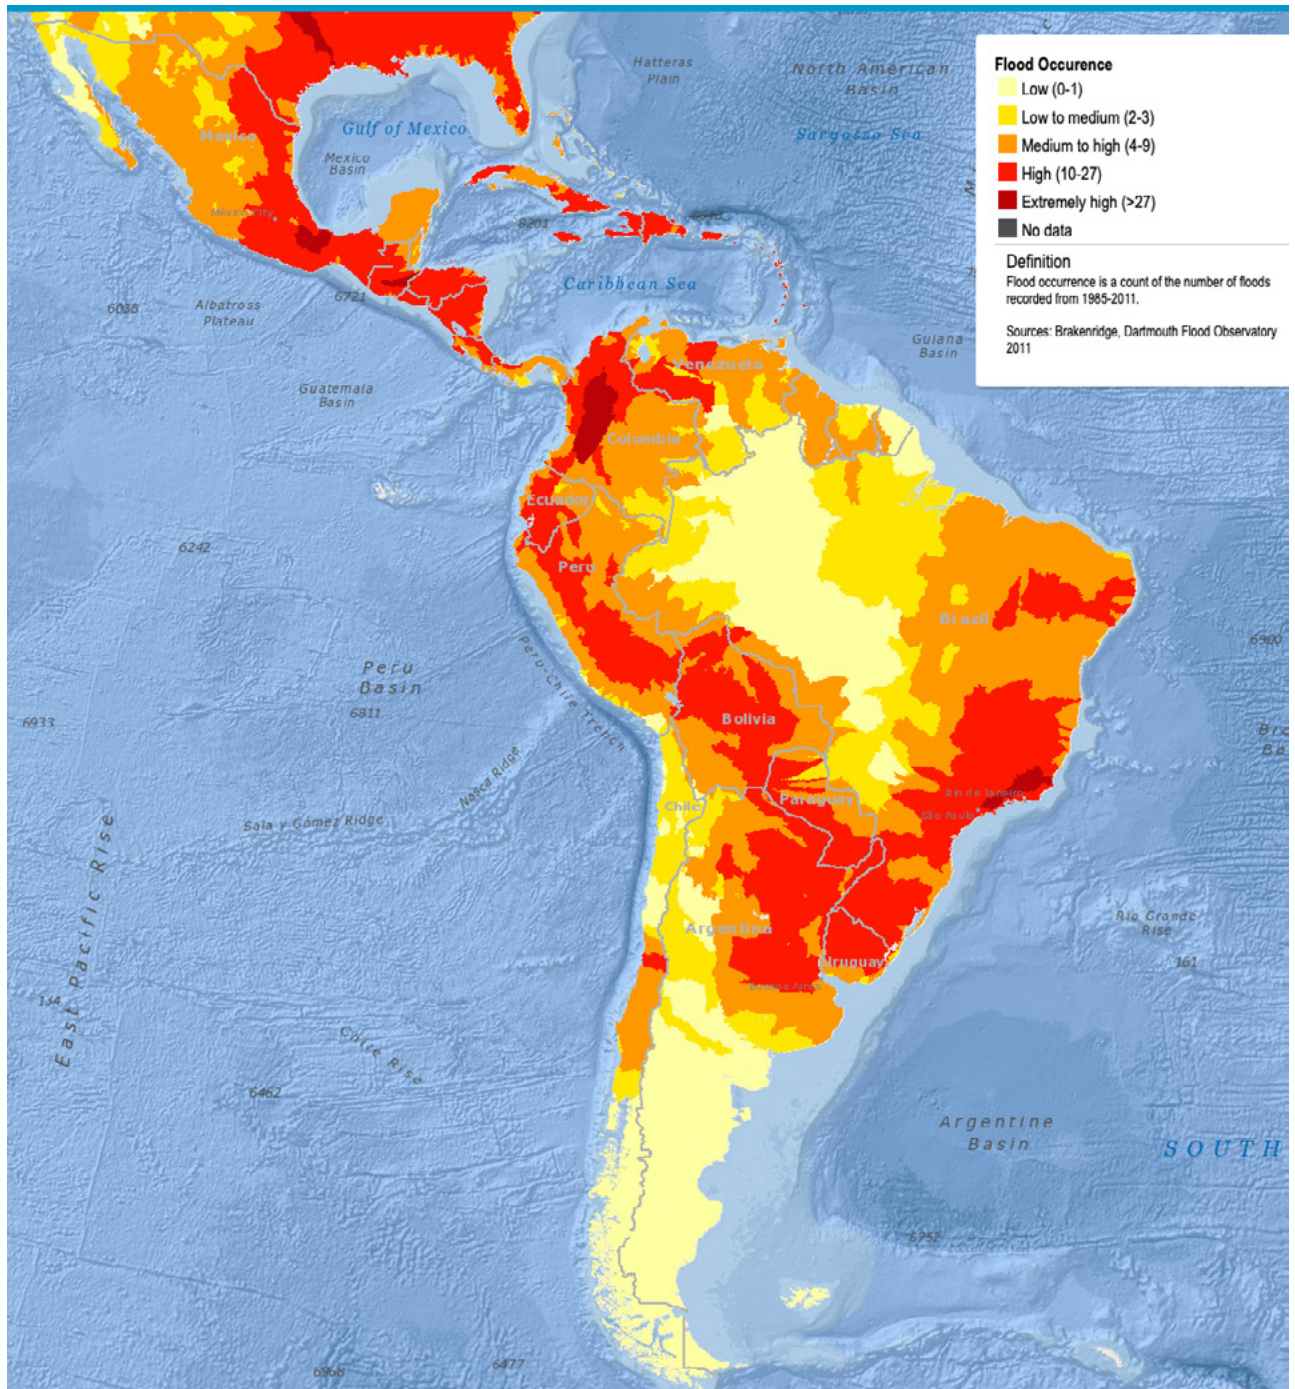 Flood Occurence
Low (0-1)
Low to medium (2-3)
Medium to high (4-9)
High (10-27)
Extremely high (>27)
No data
Definition
Flood occurrence is a count of the number of floods
recorded from 1985-2011.
Sources: Brakenridge, Dartmouth Flood Observatory
2011
Hatteras
Plain
North American
Basin
Sargasso Sea
Gulf of Mexico
Mexico
Mexico
Basin
Mexico City
8201
Caribbean Sea
6038
Albatross
Plateau
6721
Guatemala
Basin
Guiana
Basin
Venezuela
Colombia
Ecuador
6242
Peru
Brazil
6900
Peru
Basin
6811
6933
Peru-Chile Trench
Bolivia
Nasca Ridge
Sala y Gómez Ridge
Chile
Paraguay
Rio de Janeiro
São Paulo
East Pacific Rise
Rio Grande
Rise
Argentina
Uruguay
161
Buenos Aires
134
Chile Rise
6462
Argentine
Basin
SOUTH
6752
6477
6968